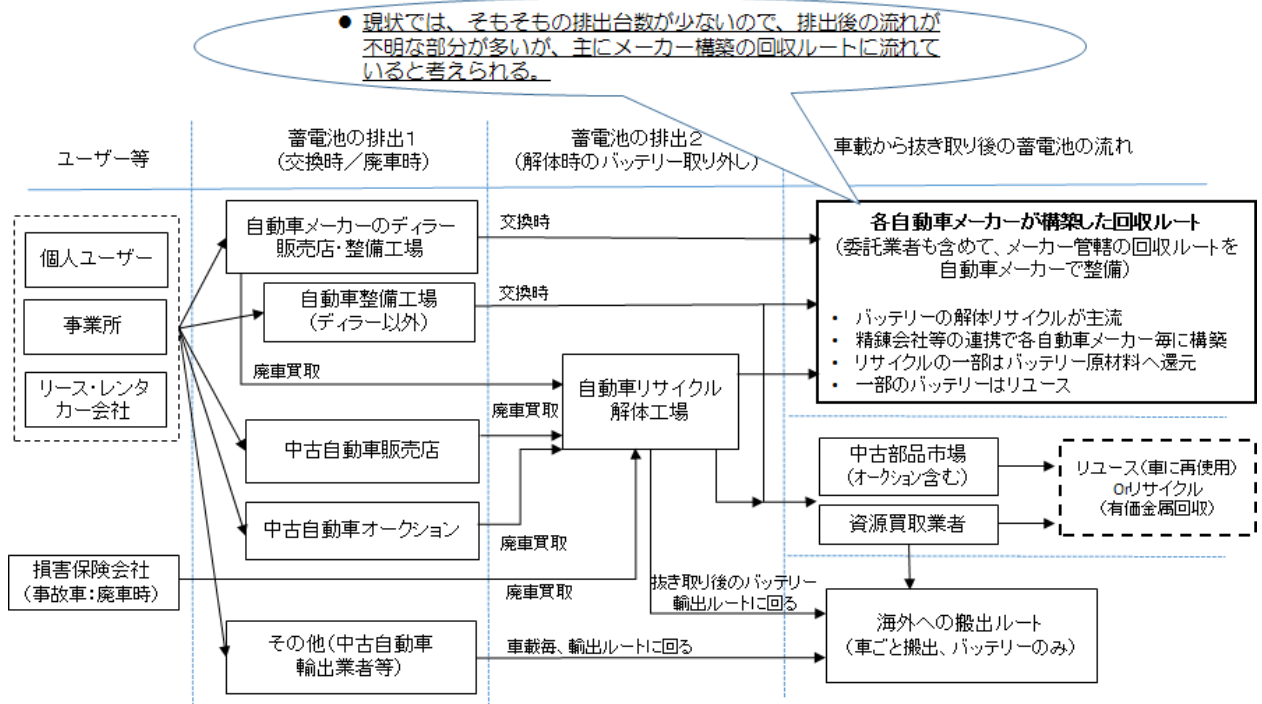 ● 現状では、そもそもの排出台数が少ないので、排出後の流れが
不明な部分が多いが、主にメーカー構築の回収ルートに流れて
いると考えられる。
ユーザー等
蓄電池の排出1
(交換時／廃車時)
蓄電池の排出2
(解体時のバッテリー取り外し)
車載から抜き取り後の蓄電池の流れ
個人ユーザー
事業所
リース・レンタ
カー会社
損害保険会社
(事故車:廃車時)
自動車メーカーのディラー
販売店・整備工場
自動車整備工場
(ディラー以外)
廃車買取
中古自動車販売店
中古自動車オークション
その他(中古自動車
輸出業者等)
交換時
交換時
廃車買取
自動車リサイクル
解体工場
廃車買取
廃車買取
抜き取り後のバッテリー
輸出ルートに回る
車載毎、輸出ルートに回る
各自動車メーカーが構築した回収ルート
(委託業者も含めて、メーカー管轄の回収ルートを
自動車メーカーで整備)
• バッテリーの解体リサイクルが主流
• 精錬会社等の連携で各自動車メーカー毎に構築
• リサイクルの一部はバッテリー原材料へ還元
• 一部のバッテリーはリユース
中古部品市場
(オークション含む)
資源買取業者
リユース(車に再使用)
Orリサイクル
(有価金属回収)
海外への搬出ルート
(車ごと搬出、バッテリーのみ)